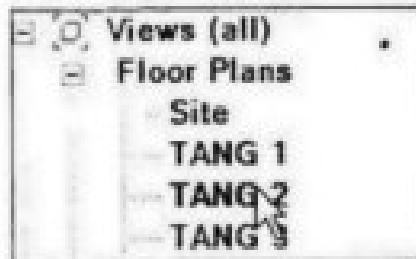 Views (all)
Floor Plans
Site
TANG 1
TANG 2
TANG 3